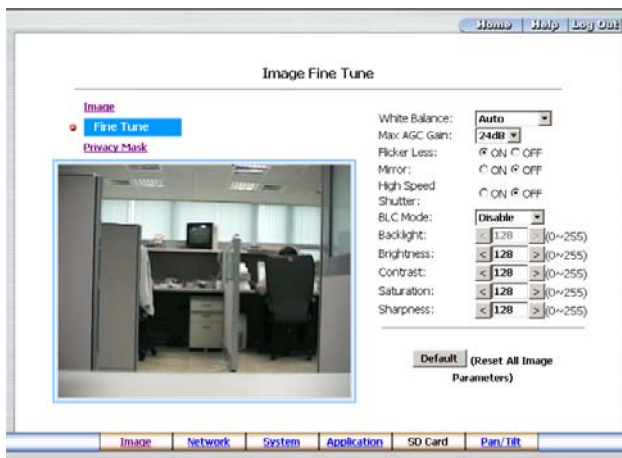 Home Help Log Out
Image Fine Tune
Image
Fine Tune
Privacy Mask
White Balance: Auto
Max AGC Gain: 24dB
Flicker Less: ON OFF
Mirror: ON OFF
High Speed Shutter: ON OFF
BLC Mode: Disable
Backlight: < 128 > (0~255)
Brightness: < 128 > (0~255)
Contrast: < 128 > (0~255)
Saturation: < 128 > (0~255)
Sharpness: < 128 > (0~255)
Default (Reset All Image
Parameters)
Image Network System Application SD Card Pan/Tilt